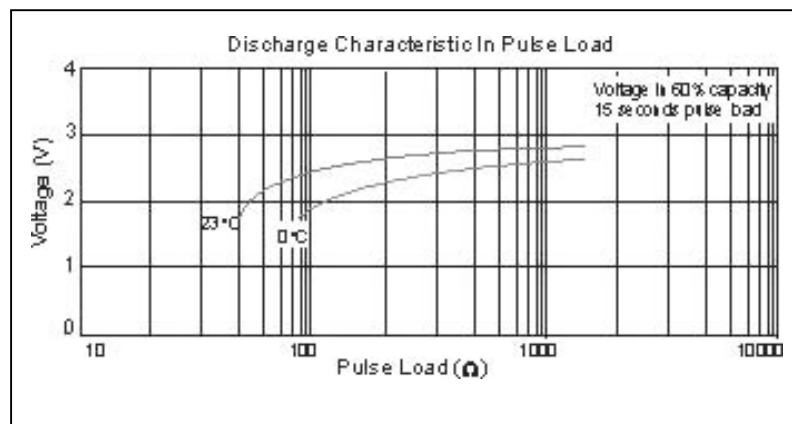 Discharge Characteristic In Pulse Load
4
Voltage in 60% capacity
15 seconds pulse load
3
Voltage (V)
2
23°C
0°C
1
0
10
100
1000
10000
Pulse Load (Ω)